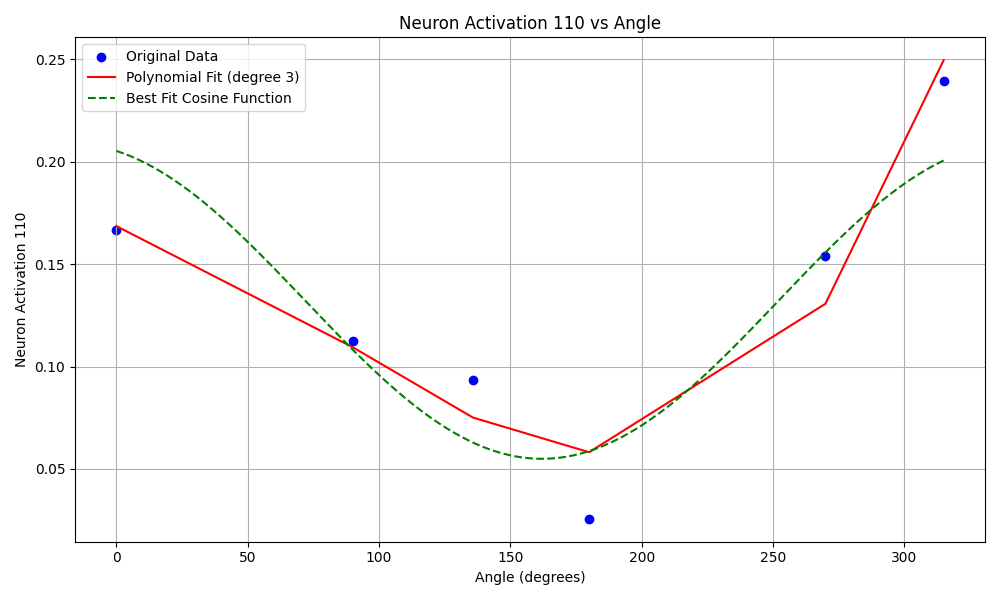 Neuron Activation 110 vs Angle
Original Data
Polynomial Fit (degree 3)
Best Fit Cosine Function
0.25
0.20
0.15
0.10
0.05
Neuron Activation 110
0 50 100 150 200 250 300
Angle (degrees)